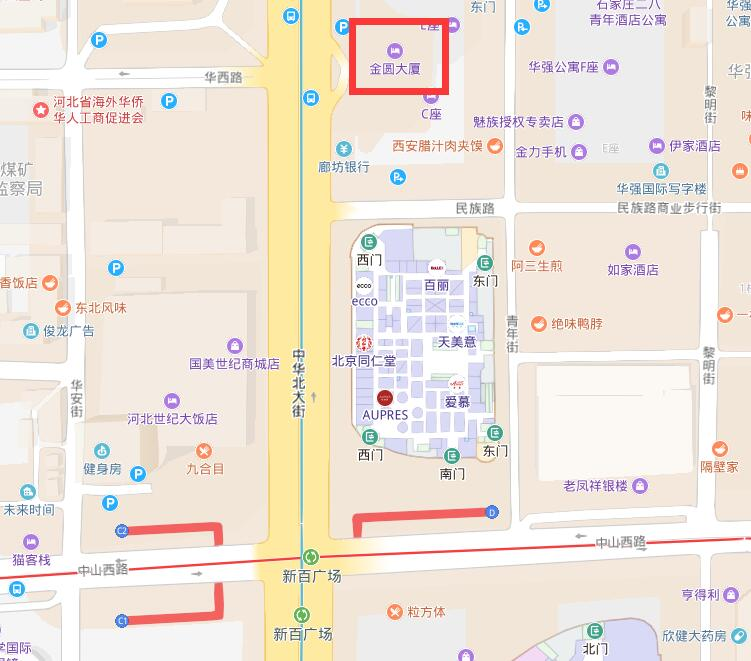 东门
石家庄二八
青年酒店公寓
金圆大厦
华西路
华强公寓F座
C座
河北省海外华侨
华人工商促进会
魅族授权专卖店
黎明街
煤矿
监察局
廊坊银行
西安腊汁肉夹馍
金力手机
E座
伊家酒店
华强国际写字楼
民族路
民族路商业步行街
西门
东门
阿三生煎
如家酒店
香饭店
ecco
百丽
东北风味
俊龙广告
天美意
绝味鸭脖
青年街
国美世纪商城店
北京同仁堂
中华北大街
黎明街
华安街
河北世纪大饭店
AUPRES
爱慕
西门
东门
南门
健身房
九合目
隔壁家
老凤祥银楼
未来时间
C2
D
猫客栈
中山西路
中山西路
新百广场
C1
新百广场
粒方体
亨得利
欣健大药房
北门
学国际